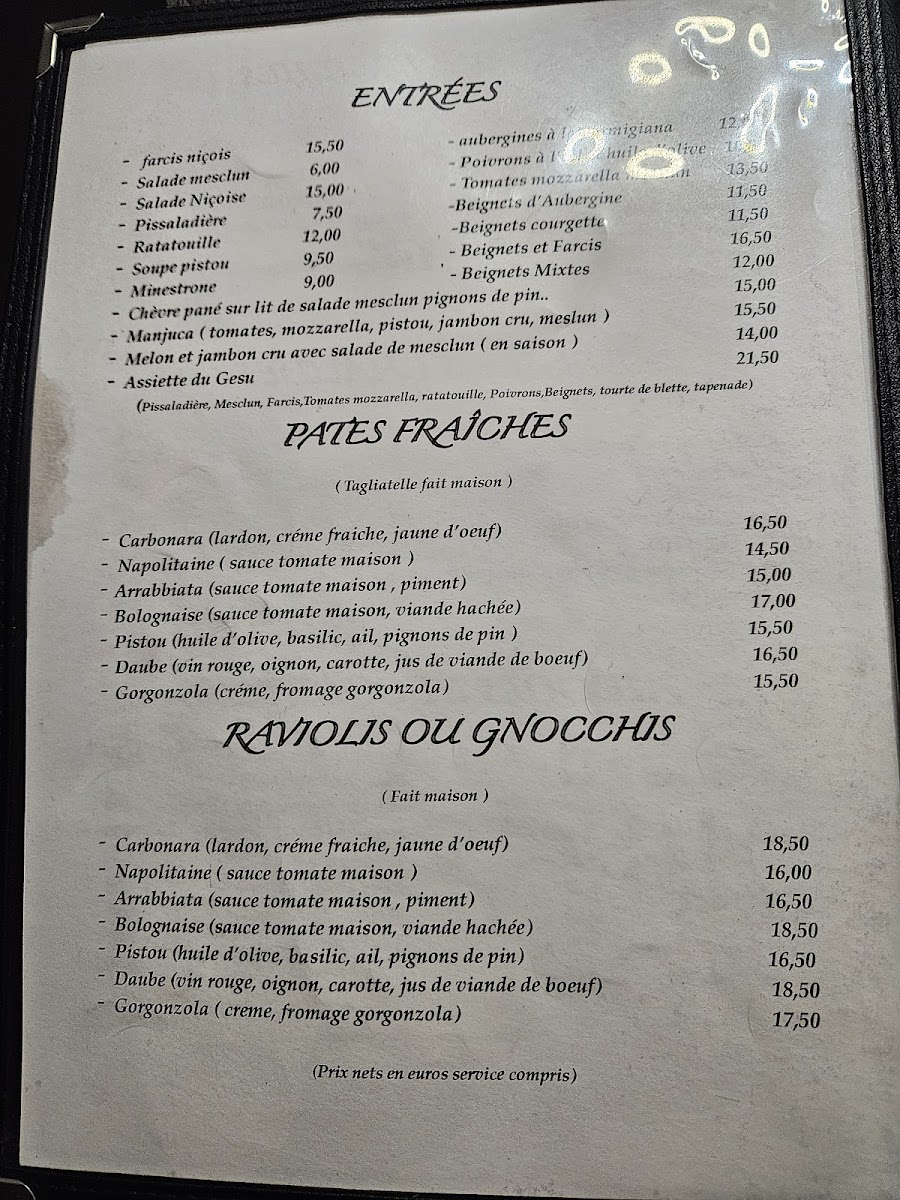 ENTRÉES
- farcis niçois 15,50
- Salade mesclun 6,00
- Salade Niçoise 15,00
- Pissaladière 7,50
- Ratatouille 12,00
- Soupe pistou 9,50
- Minestrone 9,00
- aubergines à
- Poivrons à huile d'olive
- Tomates mozzarella 13,50
-Beignets d'Aubergine 11,50
-Beignets courgette 11,50
- Beignets et Farcis 16,50
- Beignets Mixtes 12,00
- Chèvre pané sur lit de salade mesclun pignons de pin.. 15,00
- Manjuca ( tomates, mozzarella, pistou, jambon cru, meslun ) 15,50
- Melon et jambon cru avec salade de mesclun ( en saison ) 14,00
- Assiette du Gesu 21,50
(Pissaladière, Mesclun, Farcis,Tomates mozzarella, ratatouille, Poivrons,Beignets, tourte de blette, tapenade)
PATES FRAÎCHES
( Tagliatelle fait maison )
- Carbonara (lardon, créme fraiche, jaune d'oeuf) 16,50
- Napolitaine ( sauce tomate maison ) 14,50
- Arrabbiata (sauce tomate maison , piment) 15,00
- Bolognaise (sauce tomate maison, viande hachée) 17,00
- Pistou (huile d'olive, basilic, ail, pignons de pin ) 15,50
- Daube (vin rouge, oignon, carotte, jus de viande de boeuf) 16,50
- Gorgonzola (créme, fromage gorgonzola) 15,50
RAVIOLIS OU GNOCCHIS
( Fait maison )
- Carbonara (lardon, créme fraiche, jaune d'oeuf) 18,50
- Napolitaine ( sauce tomate maison ) 16,00
- Arrabbiata (sauce tomate maison , piment) 16,50
- Bolognaise (sauce tomate maison, viande hachée) 18,50
- Pistou (huile d'olive, basilic, ail, pignons de pin) 16,50
- Daube (vin rouge, oignon, carotte, jus de viande de boeuf) 18,50
- Gorgonzola ( creme, fromage gorgonzola) 17,50
(Prix nets en euros service compris)